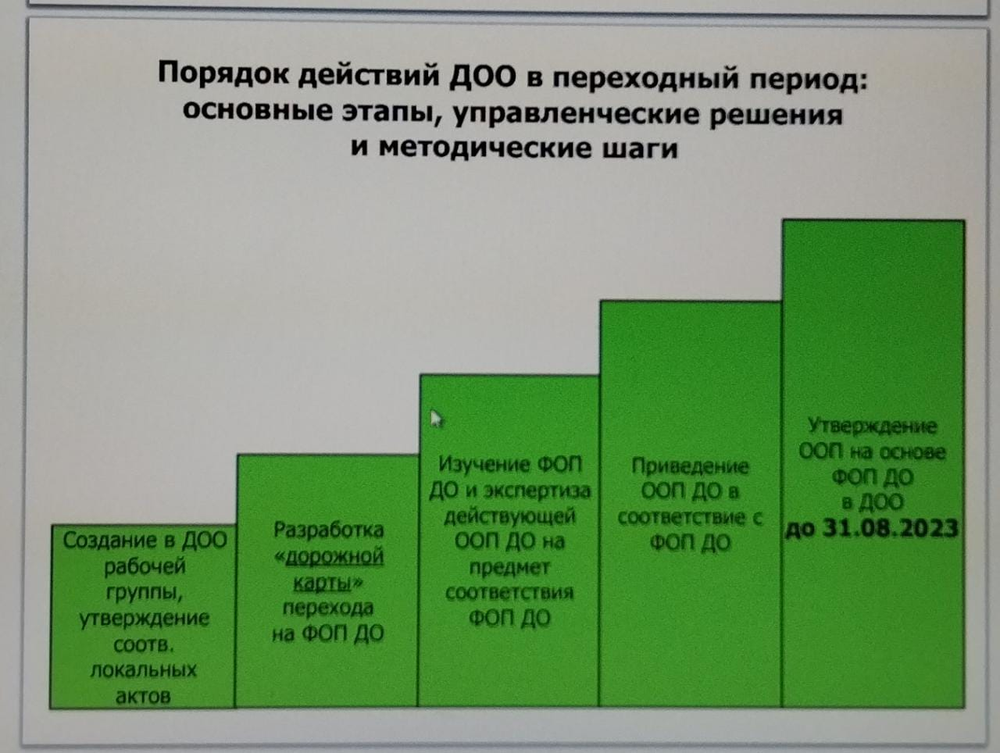 Порядок действий ДОО в переходный период:
основные этапы, управленческие решения
и методические шаги
Создание в ДОО
рабочей
группы,
утверждение
соотв.
локальных
актов
Разработка
«дорожной
карты»
перехода
на ФОП ДО
Изучение ФОП
ДО и экспертиза
действующей
ООП ДО на
предмет
соответствия
ФОП ДО
Приведение
ООП ДО в
соответствие с
ФОП ДО
Утверждение
ООП на основе
ФОП ДО
в ДОО
до 31.08.2023